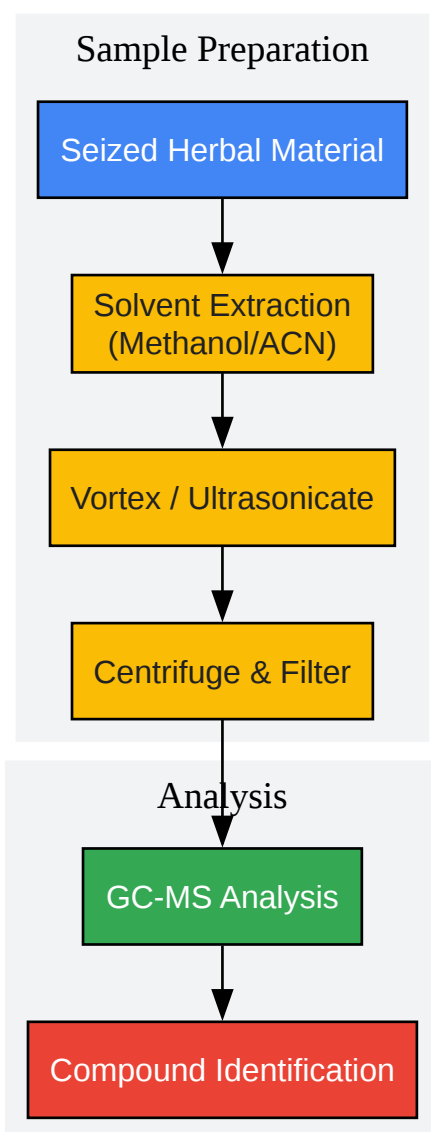 Sample Preparation
Seized Herbal Material
Solvent Extraction
(Methanol/ACN)
Vortex / Ultrasonicate
Centrifuge & Filter
Analysis
GC-MS Analysis
Compound Identification